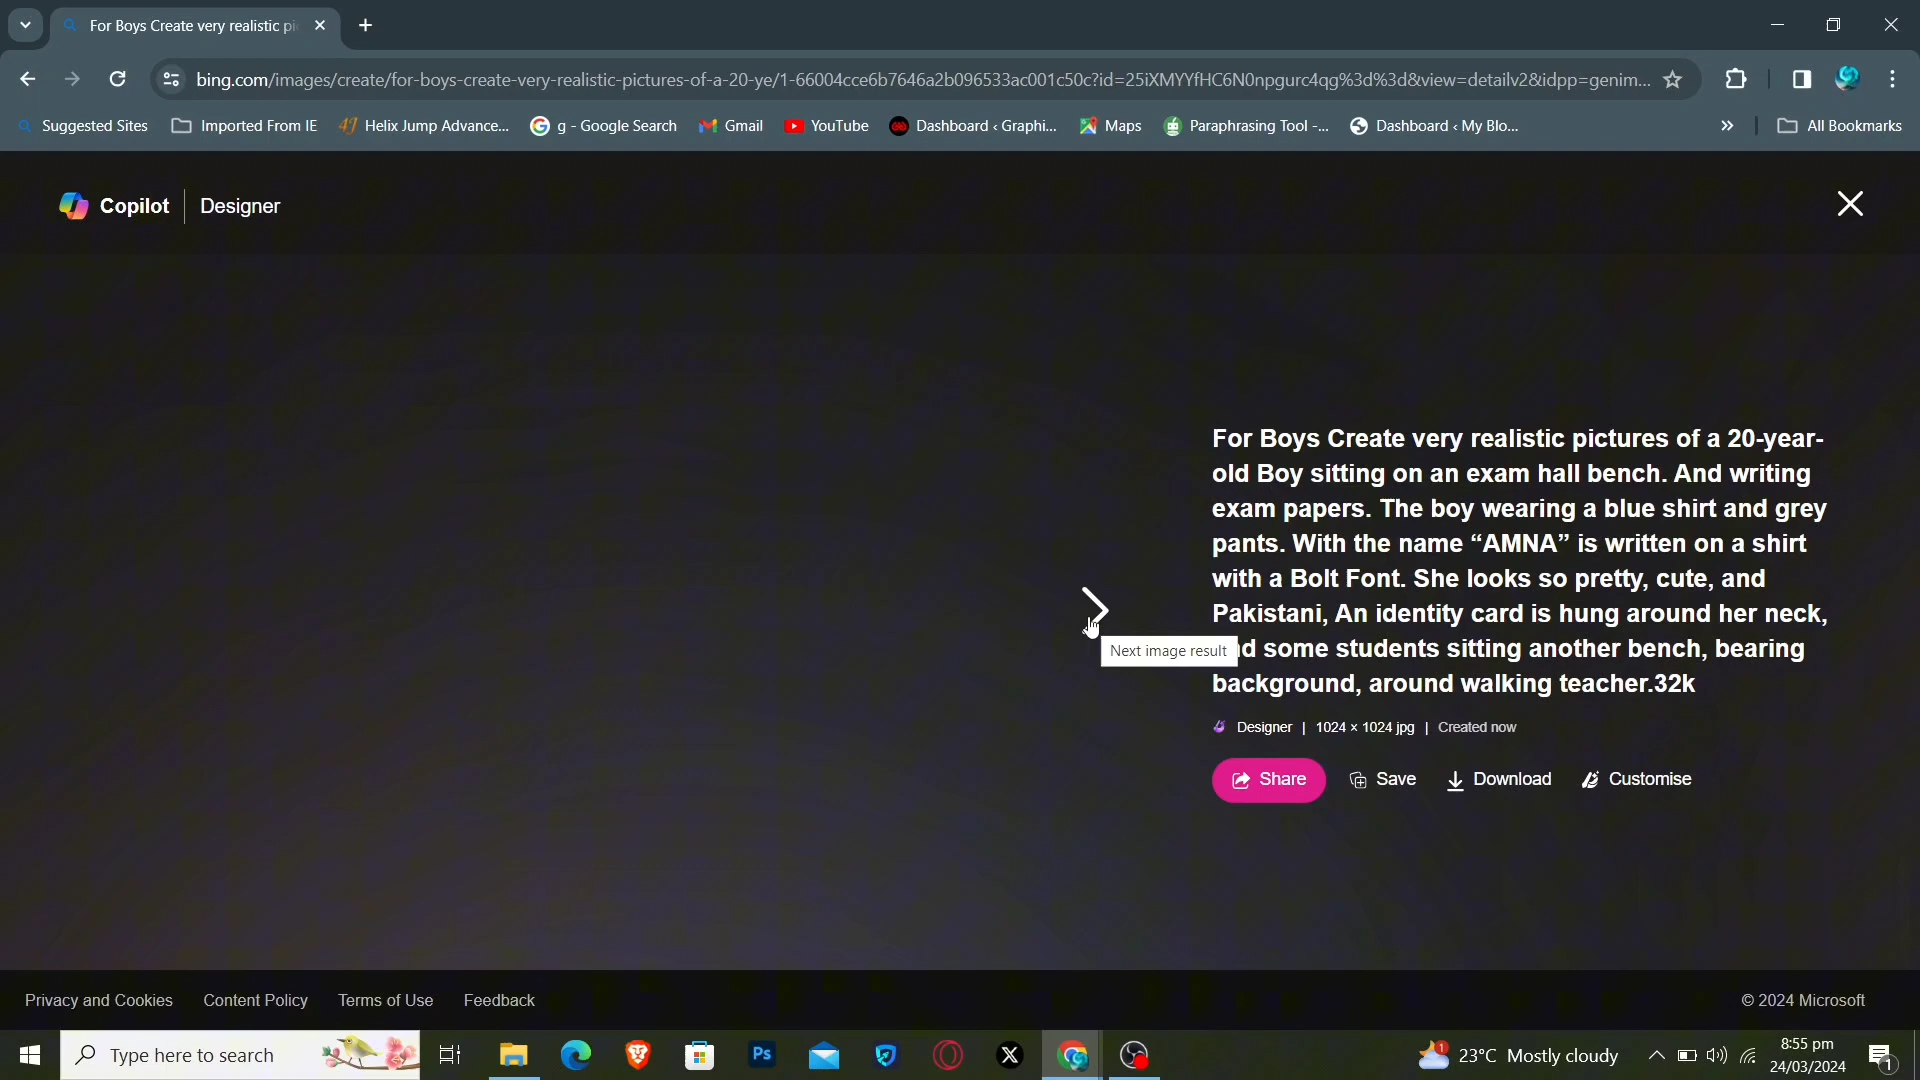 For Boys Create very realistic pi
bing.com/images/create/for-boys-create-very-realistic-pictures-of-a-20-ye/1-66004cce6b7646a2b096533ac001c50c?id=25iXMYYfHC6N0npgurc4qg%3d%3d&view=detailv2&idpp=genim...
Suggested Sites Imported From IE Helix Jump Advance... g - Google Search Gmail YouTube Dashboard ‹ Graphi... Maps Paraphrasing Tool -... Dashboard ‹ My Blo... » All Bookmarks
Copilot Designer
For Boys Create very realistic pictures of a 20-year-
old Boy sitting on an exam hall bench. And writing
exam papers. The boy wearing a blue shirt and grey
pants. With the name “AMNA” is written on a shirt
with a Bolt Font. She looks so pretty, cute, and
Pakistani, An identity card is hung around her neck,
Next image result
d some students sitting another bench, bearing
background, around walking teacher.32k
Designer | 1024 × 1024 jpg | Created now
Share Save Download Customise
Privacy and Cookies Content Policy Terms of Use Feedback © 2024 Microsoft
Type here to search Ps 1 23°C Mostly cloudy 8:55 pm
24/03/2024 1